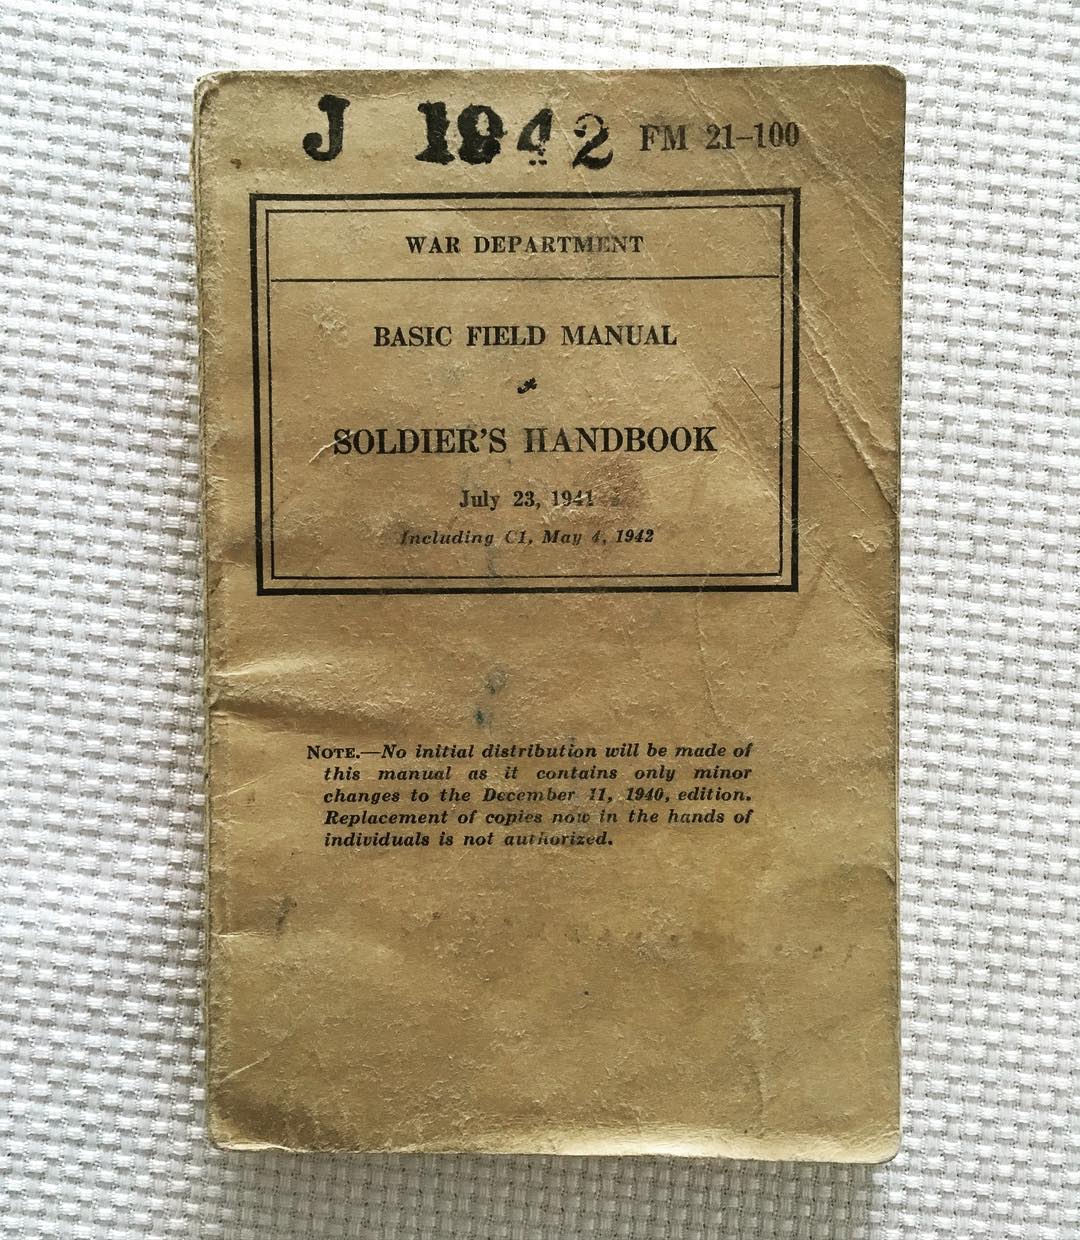 J 1942 FM 21–100
WAR DEPARTMENT
BASIC FIELD MANUAL
SOLDIER'S HANDBOOK
July 23, 1941
Including C1, May 4, 1942
NOTE.—No initial distribution will be made of
this manual as it contains only minor
changes to the December 11, 1940, edition.
Replacement of copies now in the hands of
individuals is not authorized.